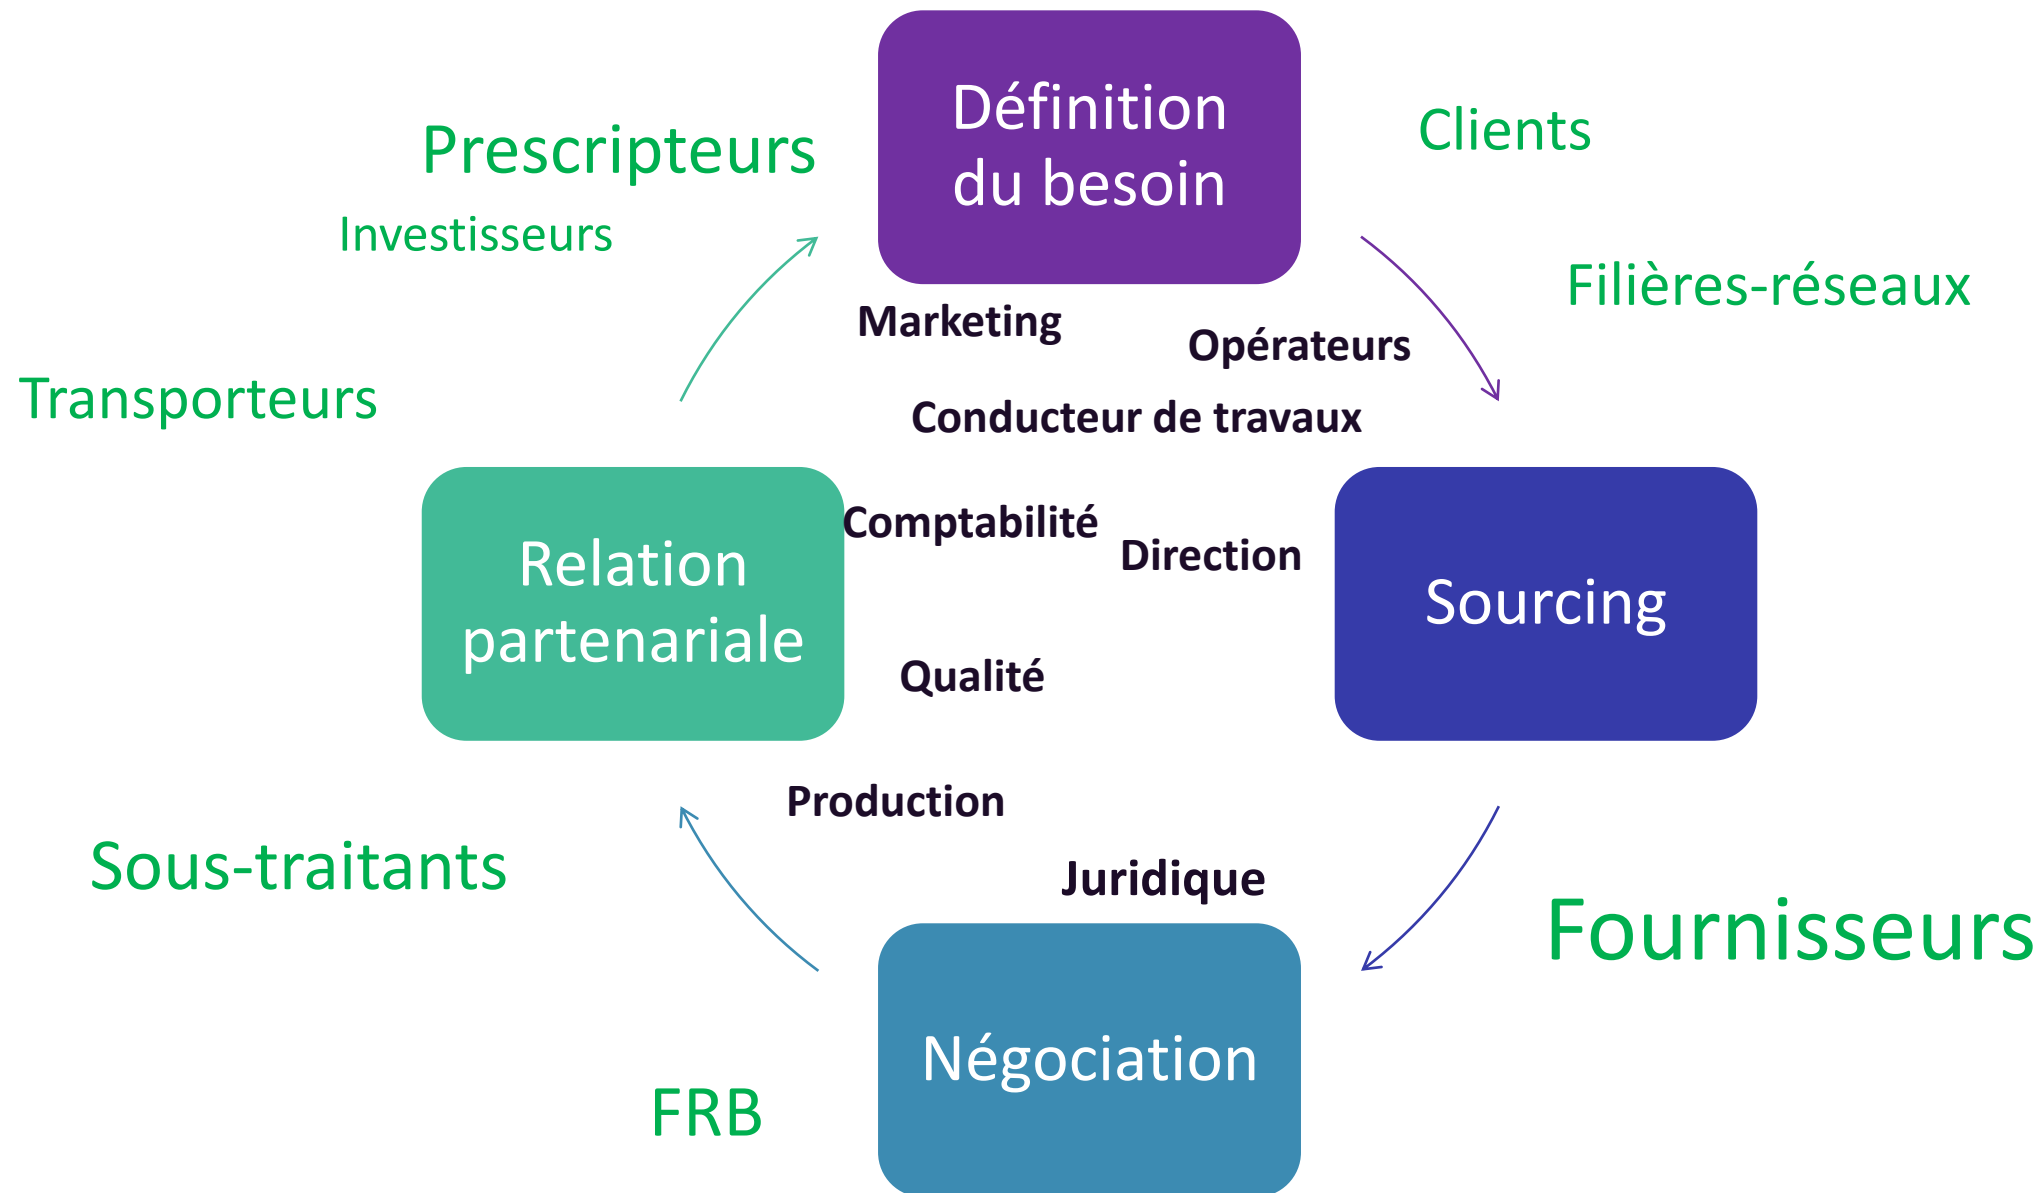 Définition
du besoin
Clients
Prescripteurs
Investisseurs
Filières-réseaux
Marketing
Opérateurs
Transporteurs
Conducteur de travaux
Comptabilité
Direction
Relation
partenariale
Sourcing
Qualité
Production
Sous-traitants
Juridique
Fournisseurs
Négociation
FRB